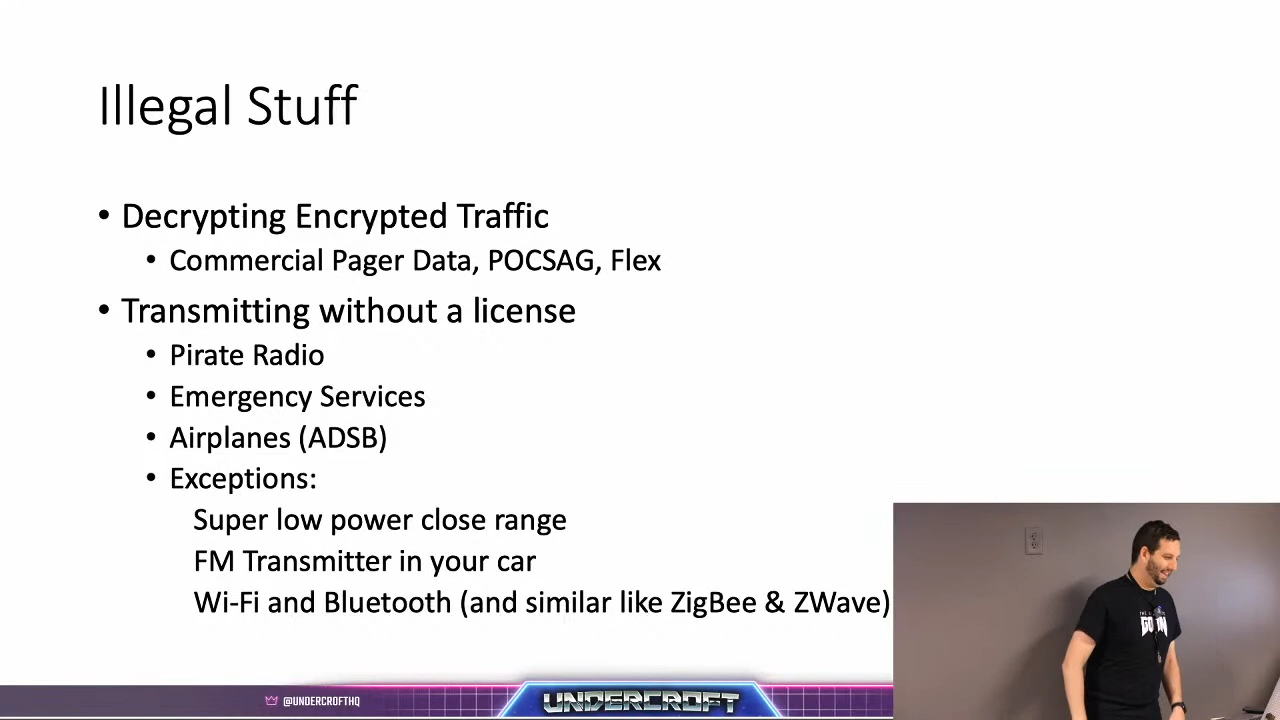 Illegal Stuff
• Decrypting Encrypted Traffic
• Commercial Pager Data, POCSAG, Flex
• Transmitting without a license
• Pirate Radio
• Emergency Services
• Airplanes (ADSB)
• Exceptions:
Super low power close range
FM Transmitter in your car
Wi-Fi and Bluetooth (and similar like ZigBee & ZWave)
@UNDERCROFTHQ
UNDERCROFT